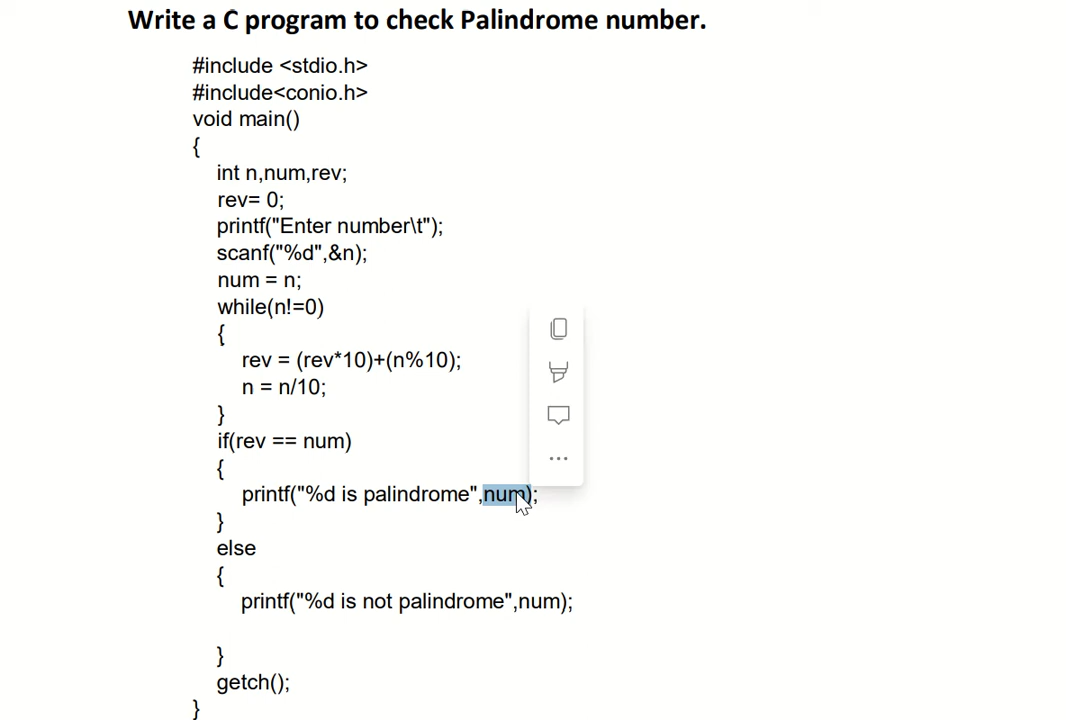 Write a C program to check Palindrome number.
#include <stdio.h>
#include<conio.h>
void main()
{
int n,num,rev;
rev= 0;
printf("Enter number\t");
scanf("%d",&n);
num = n;
while(n!=0)
{
rev = (rev*10)+(n%10);
n = n/10;
}
if(rev == num)
{
printf("%d is palindrome",num);
}
else
{
printf("%d is not palindrome",num);
}
getch();
}